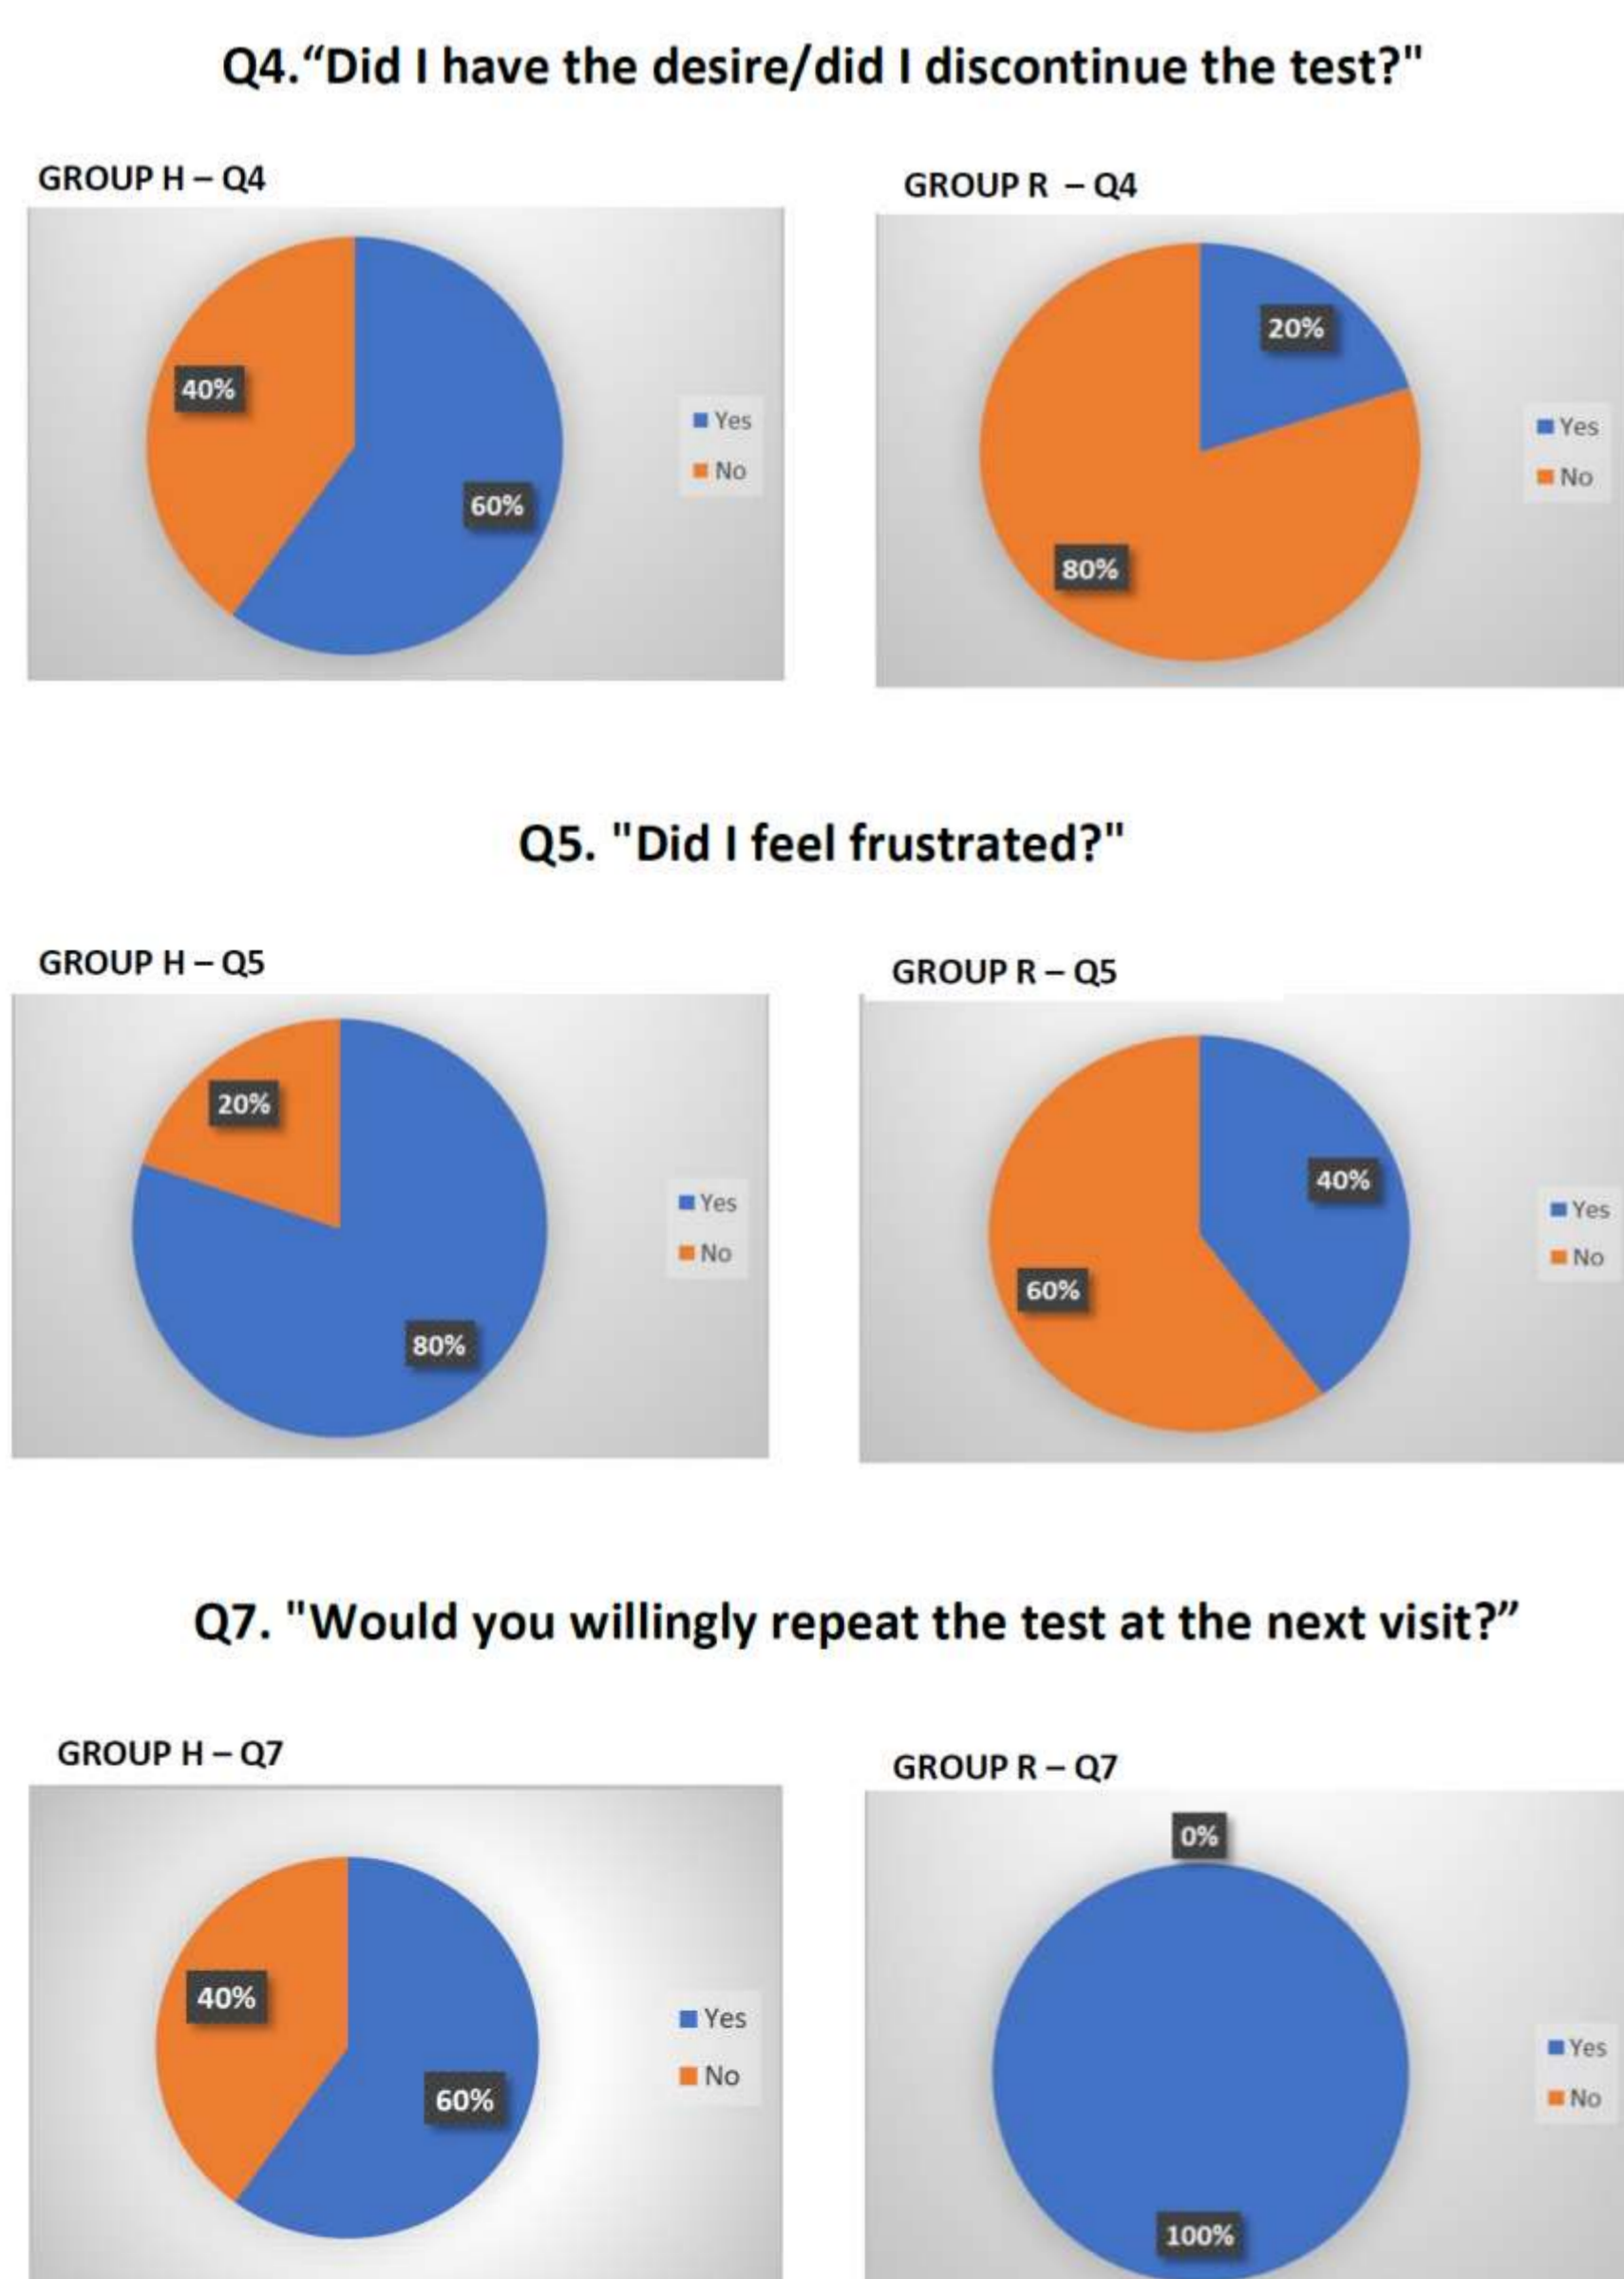 Q4.“Did I have the desire/did I discontinue the test?"
GROUP H – Q4
40%
60%
Yes
No
GROUP R – Q4
20%
80%
Yes
No
Q5. "Did I feel frustrated?"
GROUP H – Q5
20%
80%
Yes
No
GROUP R – Q5
40%
60%
Yes
No
Q7. "Would you willingly repeat the test at the next visit?”
GROUP H – Q7
40%
60%
Yes
No
GROUP R – Q7
0%
100%
Yes
No